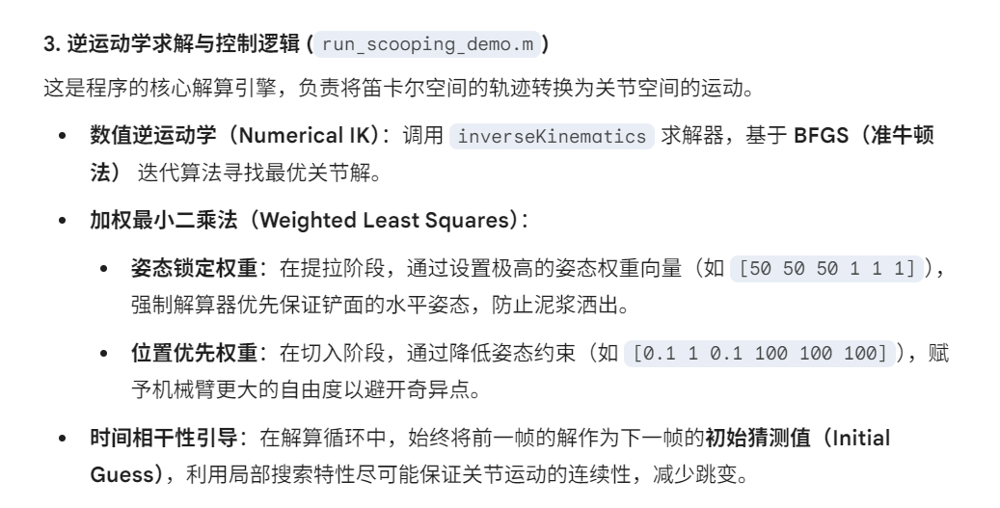 3. 逆运动学求解与控制逻辑 ( run_scooping_demo.m )
这是程序的核心解算引擎，负责将笛卡尔空间的轨迹转换为关节空间的运动。
• 数值逆运动学（Numerical IK）：调用 inverseKinematics 求解器，基于 BFGS（准牛顿
法） 迭代算法寻找最优关节解。
• 加权最小二乘法（Weighted Least Squares）：
• 姿态锁定权重：在提拉阶段，通过设置极高的姿态权重向量（如 [50 50 50 1 1 1]），
强制解算器优先保证铲面的水平姿态，防止泥浆洒出。
• 位置优先权重：在切入阶段，通过降低姿态约束（如 [0.1 1 0.1 100 100 100]），赋
予机械臂更大的自由度以避开奇异点。
• 时间相干性引导：在解算循环中，始终将前一帧的解作为下一帧的初始猜测值（Initial
Guess），利用局部搜索特性尽可能保证关节运动的连续性，减少跳变。